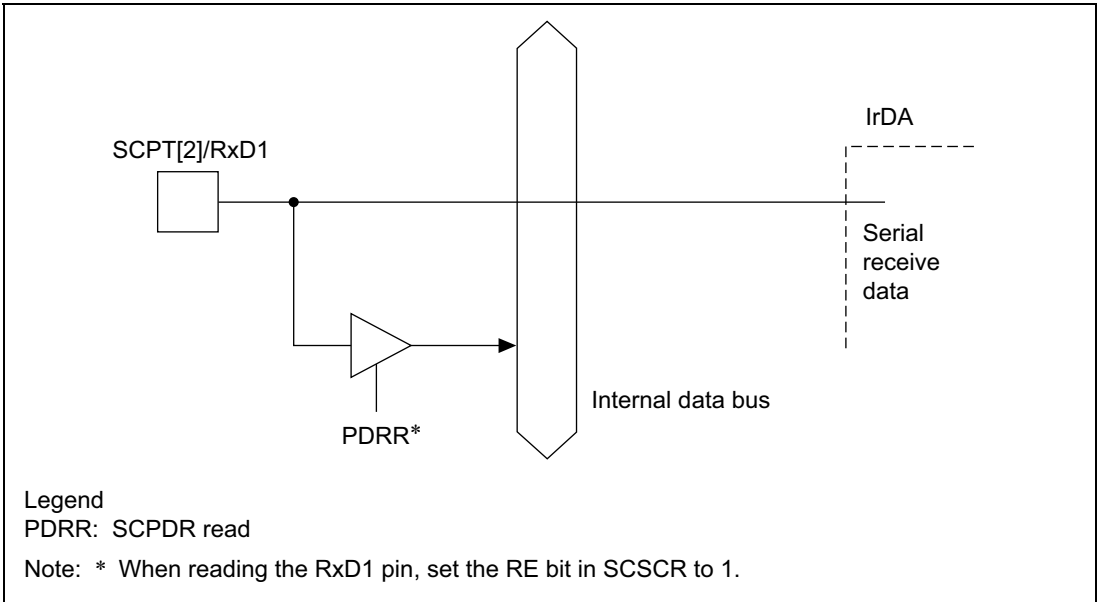 IrDA
SCPT[2]/RxD1
Serial
receive
data
Internal data bus
PDRR*
Legend
PDRR: SCPDR read
Note: * When reading the RxD1 pin, set the RE bit in SCSCR to 1.